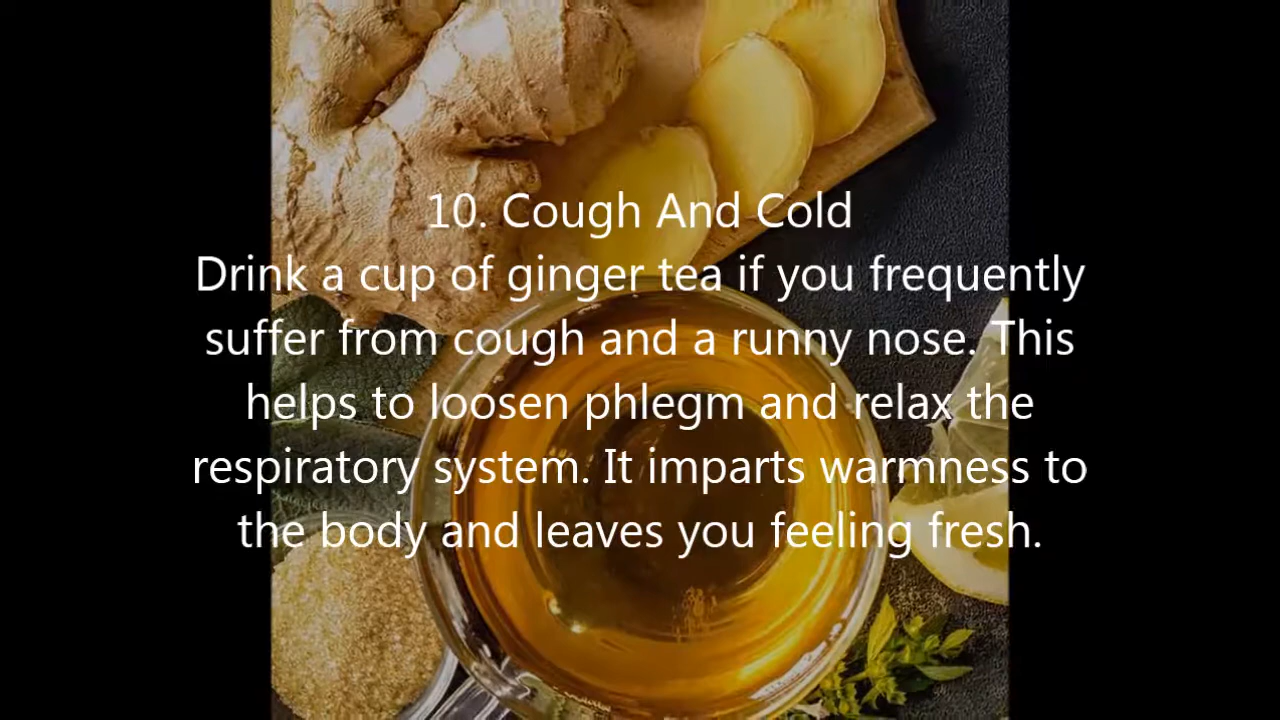 10. Cough And Cold
Drink a cup of ginger tea if you frequently
suffer from cough and a runny nose. This
helps to loosen phlegm and relax the
respiratory system. It imparts warmness to
the body and leaves you feeling fresh.